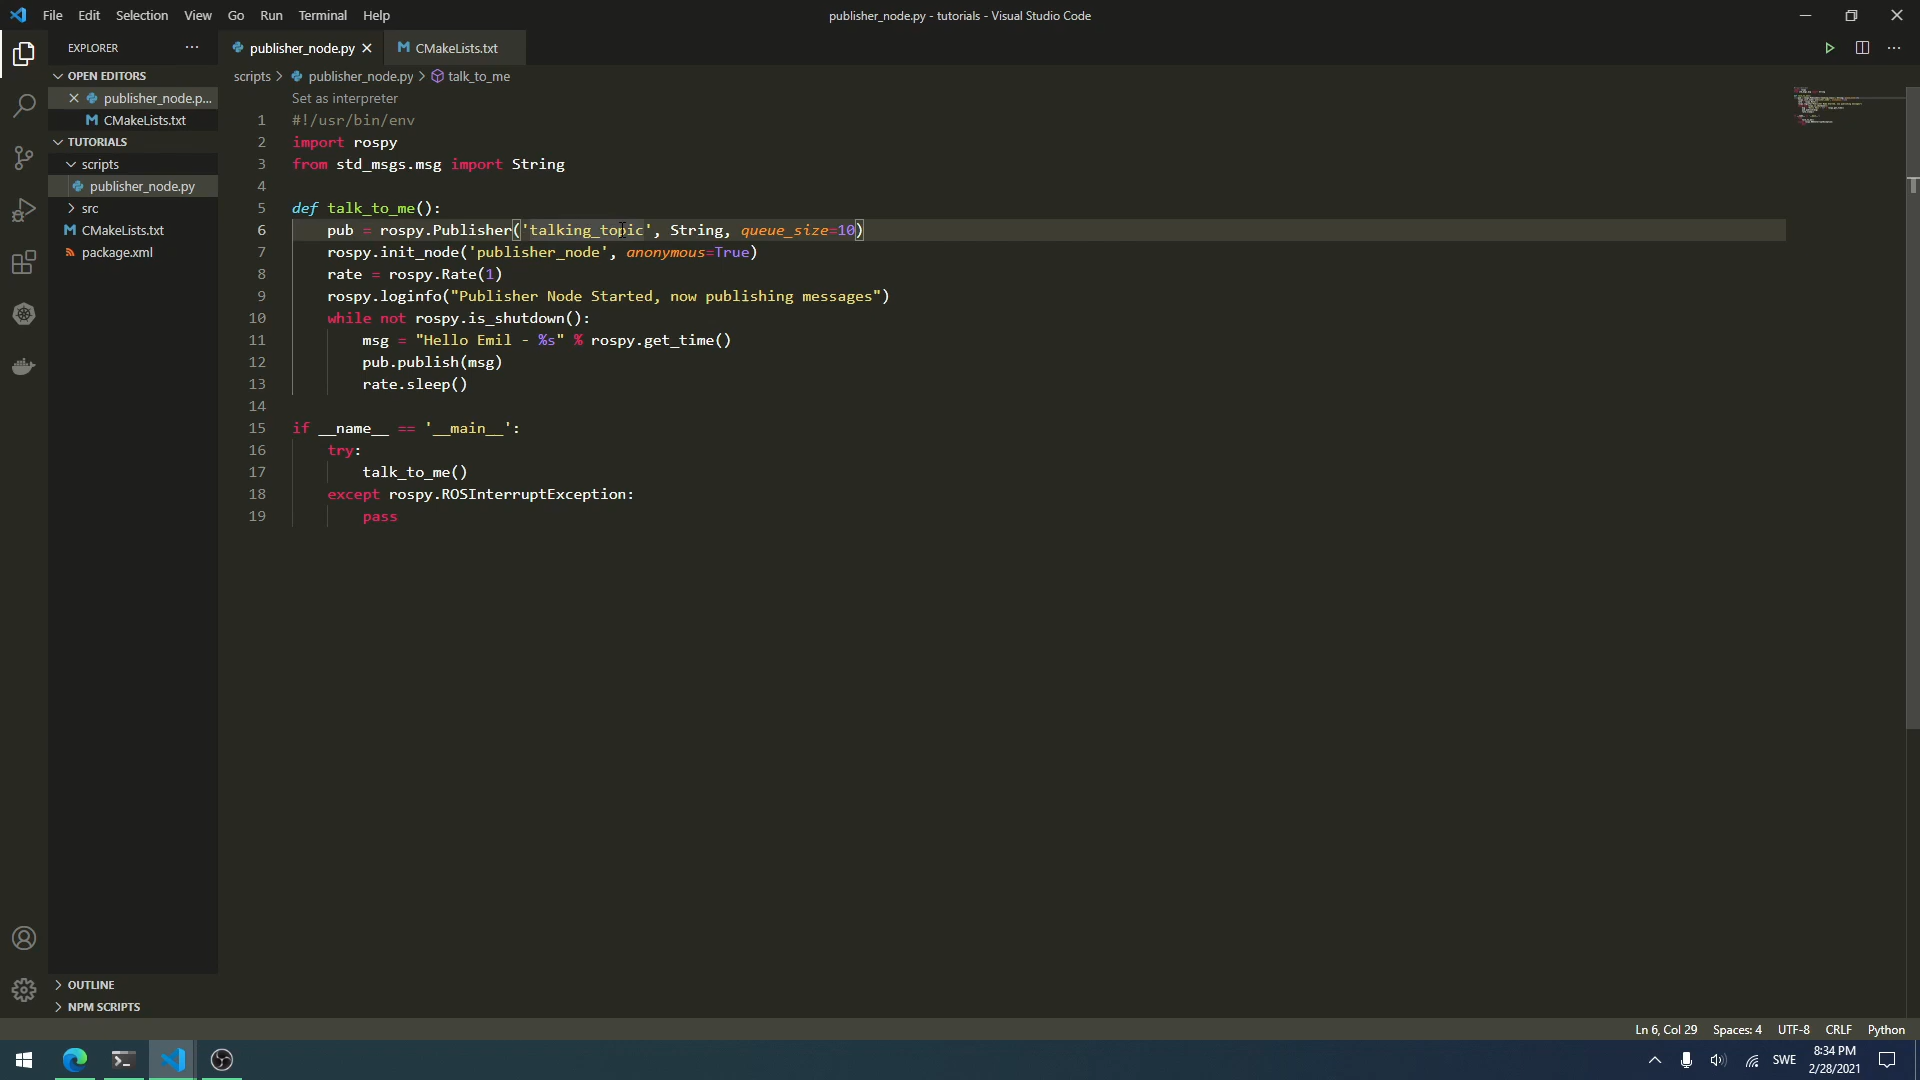 File Edit Selection View Go Run Terminal Help
publisher_node.py - tutorials - Visual Studio Code
EXPLORER
publisher_node.py
CMakeLists.txt
OPEN EDITORS
publisher_node.p...
CMakeLists.txt
TUTORIALS
scripts
publisher_node.py
src
CMakeLists.txt
package.xml
OUTLINE
NPM SCRIPTS
scripts > publisher_node.py > talk_to_me
Set as interpreter
1 #!/usr/bin/env
2 import rospy
3 from std_msgs.msg import String
4
5 def talk_to_me():
6 pub = rospy.Publisher('talking_topic', String, queue_size=10)
7 rospy.init_node('publisher_node', anonymous=True)
8 rate = rospy.Rate(1)
9 rospy.loginfo("Publisher Node Started, now publishing messages")
10 while not rospy.is_shutdown():
11 msg = "Hello Emil - %s" % rospy.get_time()
12 pub.publish(msg)
13 rate.sleep()
14
15 if __name__ == '__main__':
16 try:
17 talk_to_me()
18 except rospy.ROSInterruptException:
19 pass
Ln 6, Col 29 Spaces: 4 UTF-8 CRLF Python
SWE
8:34 PM
2/28/2021